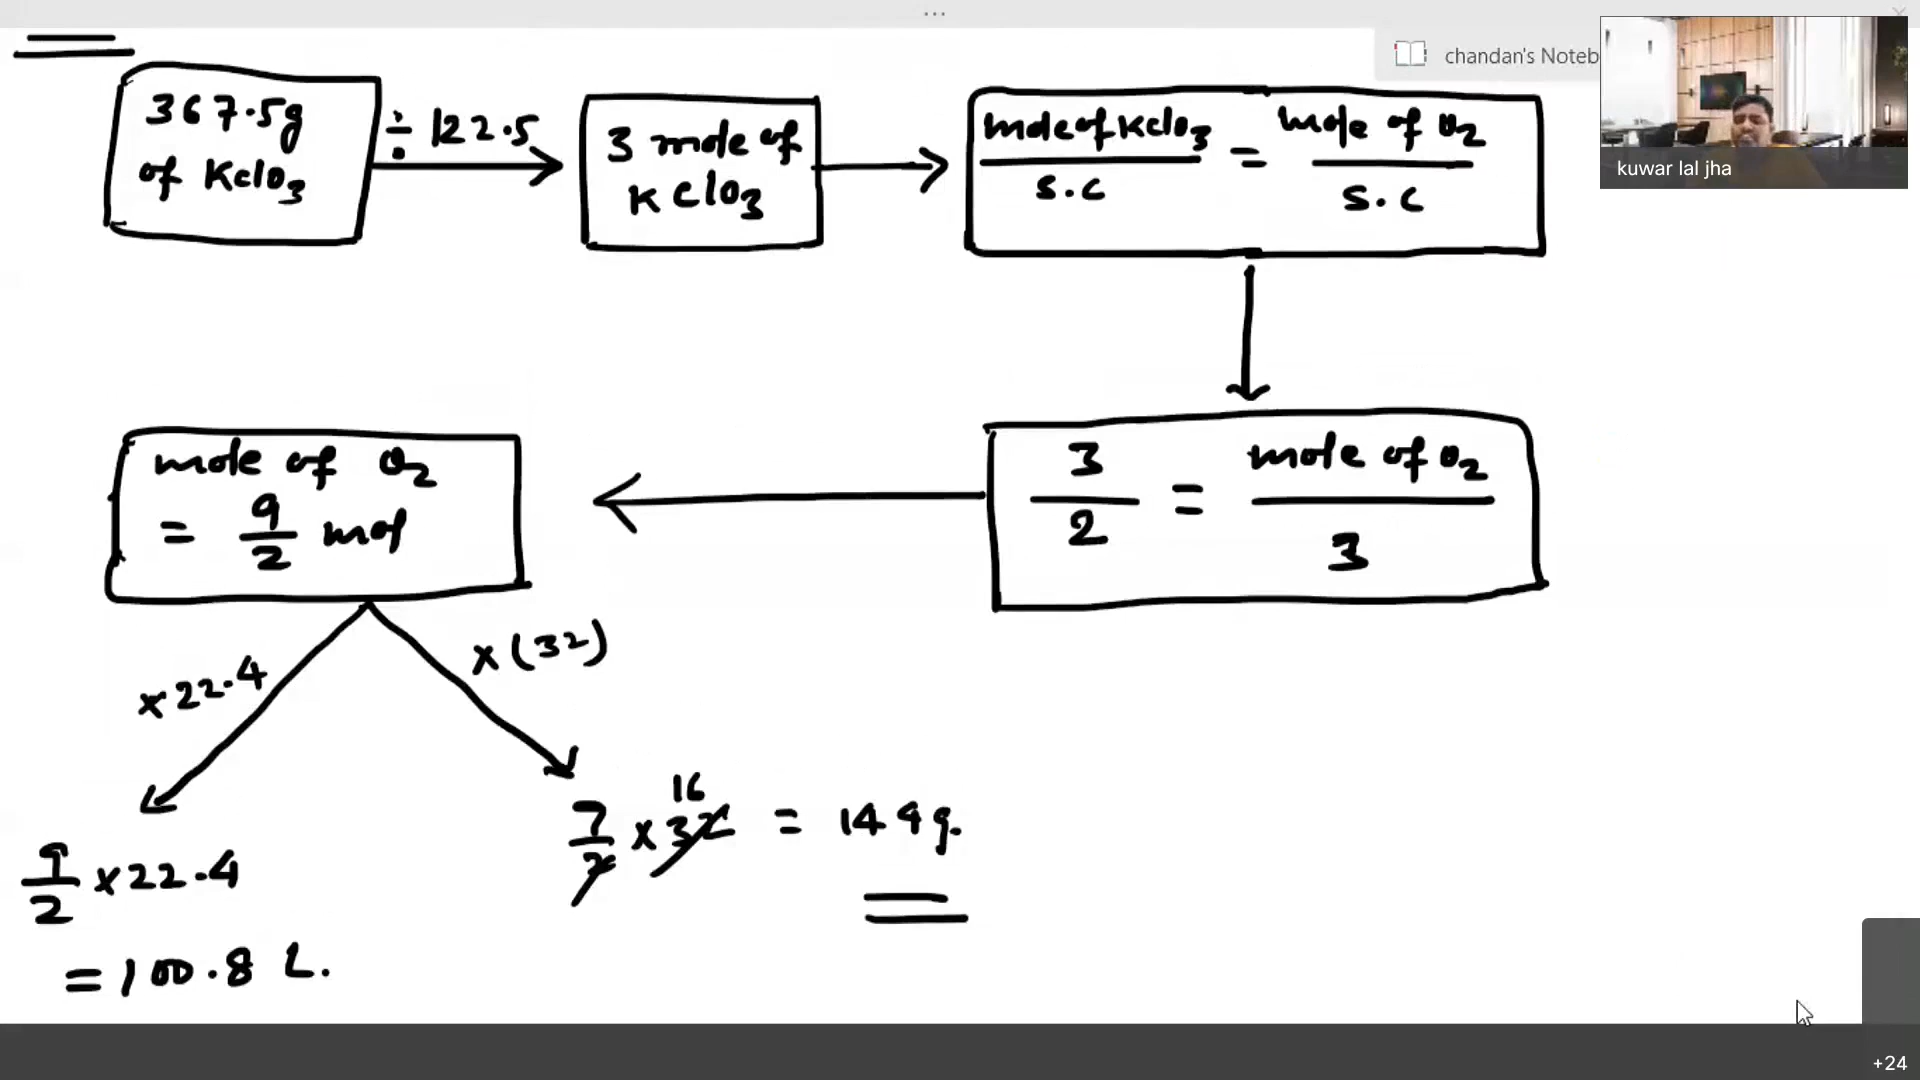 ...
chandan's Noteb
kuwar lal jha
367.5g
of KClO3
÷ 122.5
3 mole of
KClO3
mole of KClO3 / S.C = mole of O2 / S.C
3/2 = mole of O2 / 3
mole of O2
= 9/2 mol
×22.4
×(32)
9/2 ×22.4
= 100.8 L.
16
9/2 × 32 = 144 g.
+24